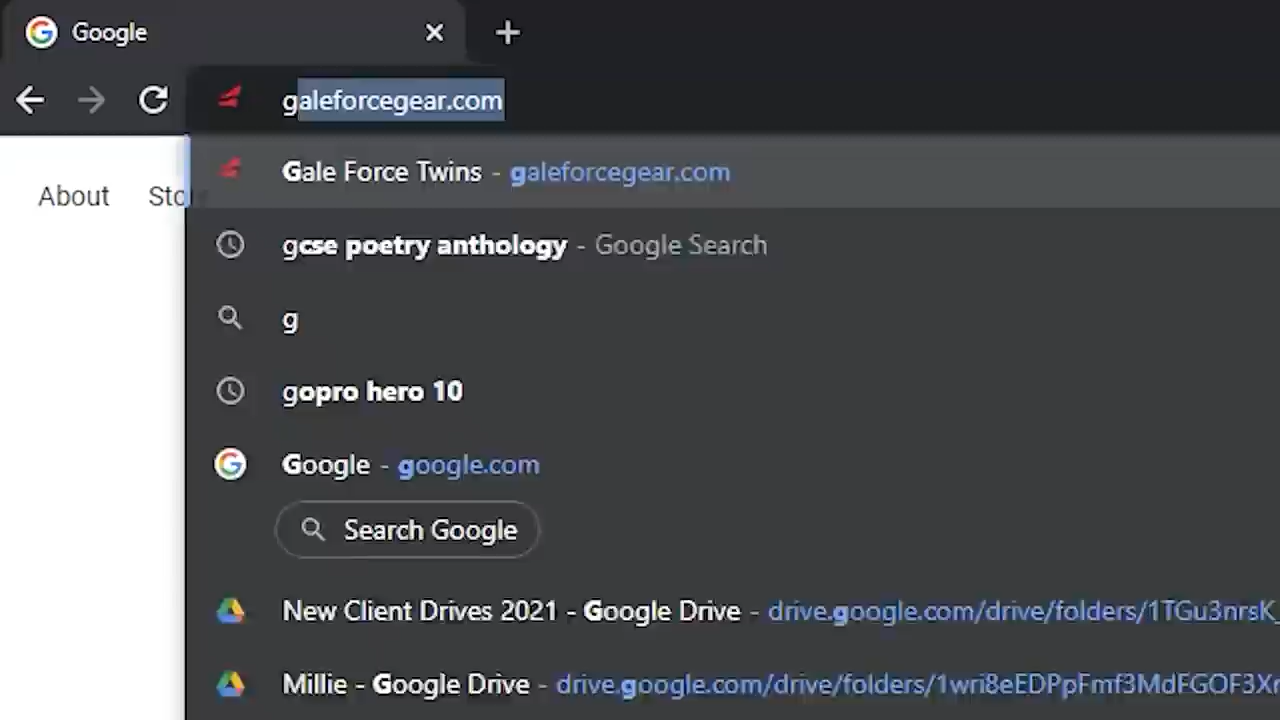 Google
galeforcegear.com
Gale Force Twins - galeforcegear.com
About
gcse poetry anthology - Google Search
g
gopro hero 10
Google - google.com
Search Google
New Client Drives 2021 - Google Drive - drive.google.com/drive/folders/1TGu3nrsK_
Millie - Google Drive - drive.google.com/drive/folders/1wri8eEDPpFmf3MdFGOF3X